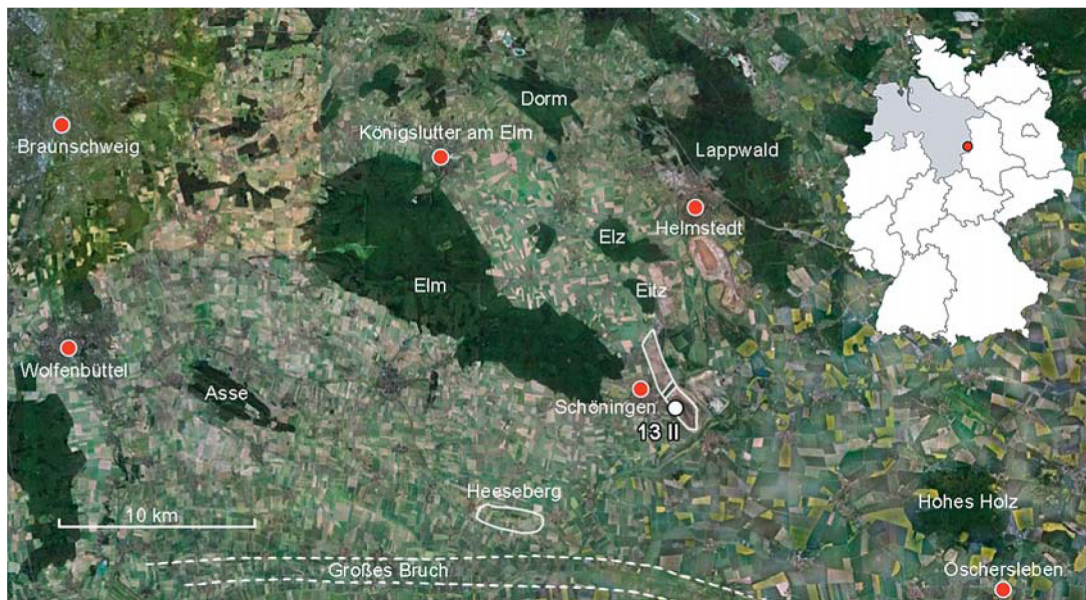 Dorm
Braunschweig
Königslutter am Elm
Lappwald
Elz
Helmstedt
Elm
Eitz
Wolfenbüttel
Asse
Schöningen
13 II
Heeseberg
Hohes Holz
10 km
Großes Bruch
Öschersleben